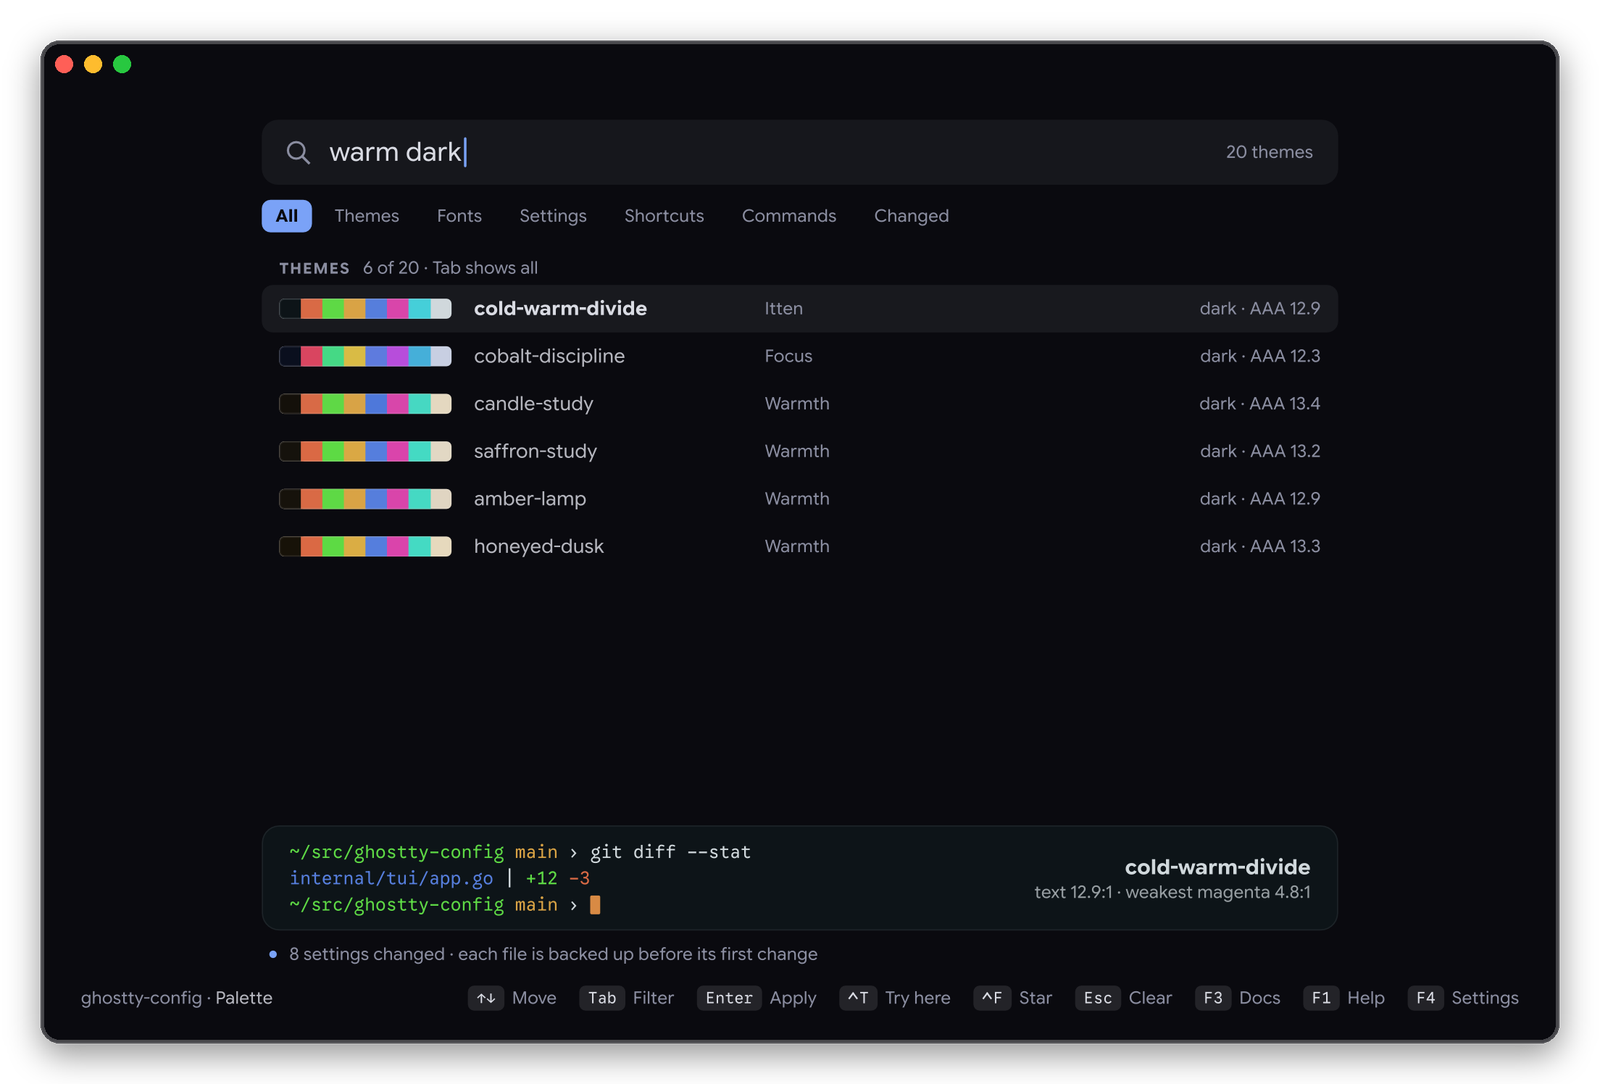 warm dark 20 themes
All Themes Fonts Settings Shortcuts Commands Changed
THEMES 6 of 20 · Tab shows all
cold-warm-divide Itten dark · AAA 12.9
cobalt-discipline Focus dark · AAA 12.3
candle-study Warmth dark · AAA 13.4
saffron-study Warmth dark · AAA 13.2
amber-lamp Warmth dark · AAA 12.9
honeyed-dusk Warmth dark · AAA 13.3
~/src/ghostty-config main › git diff --stat
internal/tui/app.go | +12 −3
~/src/ghostty-config main ›
cold-warm-divide
text 12.9:1 · weakest magenta 4.8:1
8 settings changed · each file is backed up before its first change
ghostty-config · Palette ↑↓ Move Tab Filter Enter Apply ^T Try here ^F Star Esc Clear F3 Docs F1 Help F4 Settings